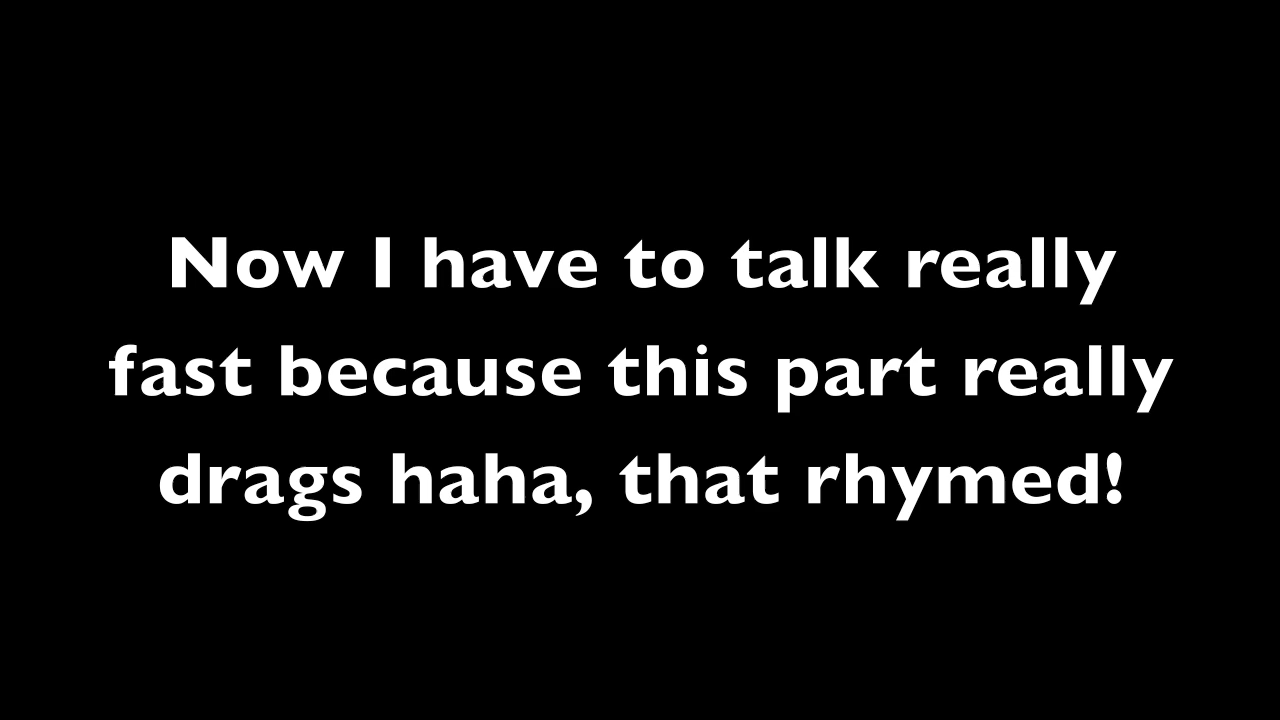 Now I have to talk really
fast because this part really
drags haha, that rhymed!